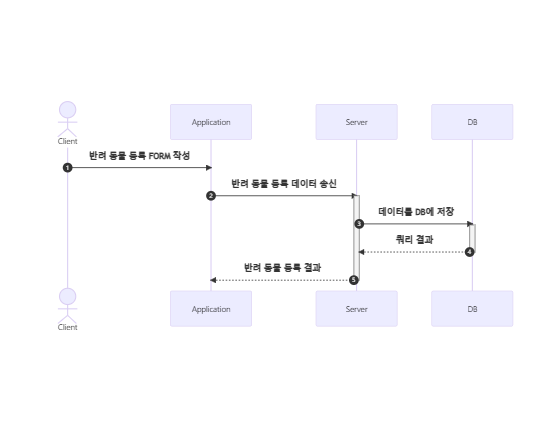 Client
Application
Server
DB
반려 동물 등록 FORM 작성
1
반려 동물 등록 데이터 송신
2
데이터를 DB에 저장
3
쿼리 결과
4
반려 동물 등록 결과
5
Client
Application
Server
DB